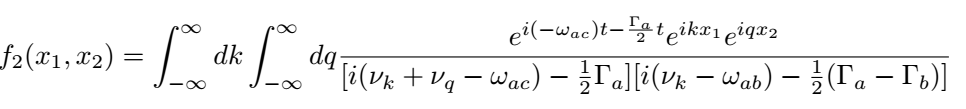 f_2(x_1, x_2) = \int_{-\infty}^{\infty} dk \int_{-\infty}^{\infty} dq \frac{e^{i(-\omega_{ac})t - \frac{\Gamma_a}{2}t} e^{ikx_1} e^{iqx_2}}{[i(\nu_k + \nu_q - \omega_{ac}) - \frac{1}{2}\Gamma_a][i(\nu_k - \omega_{ab}) - \frac{1}{2}(\Gamma_a - \Gamma_b)]}